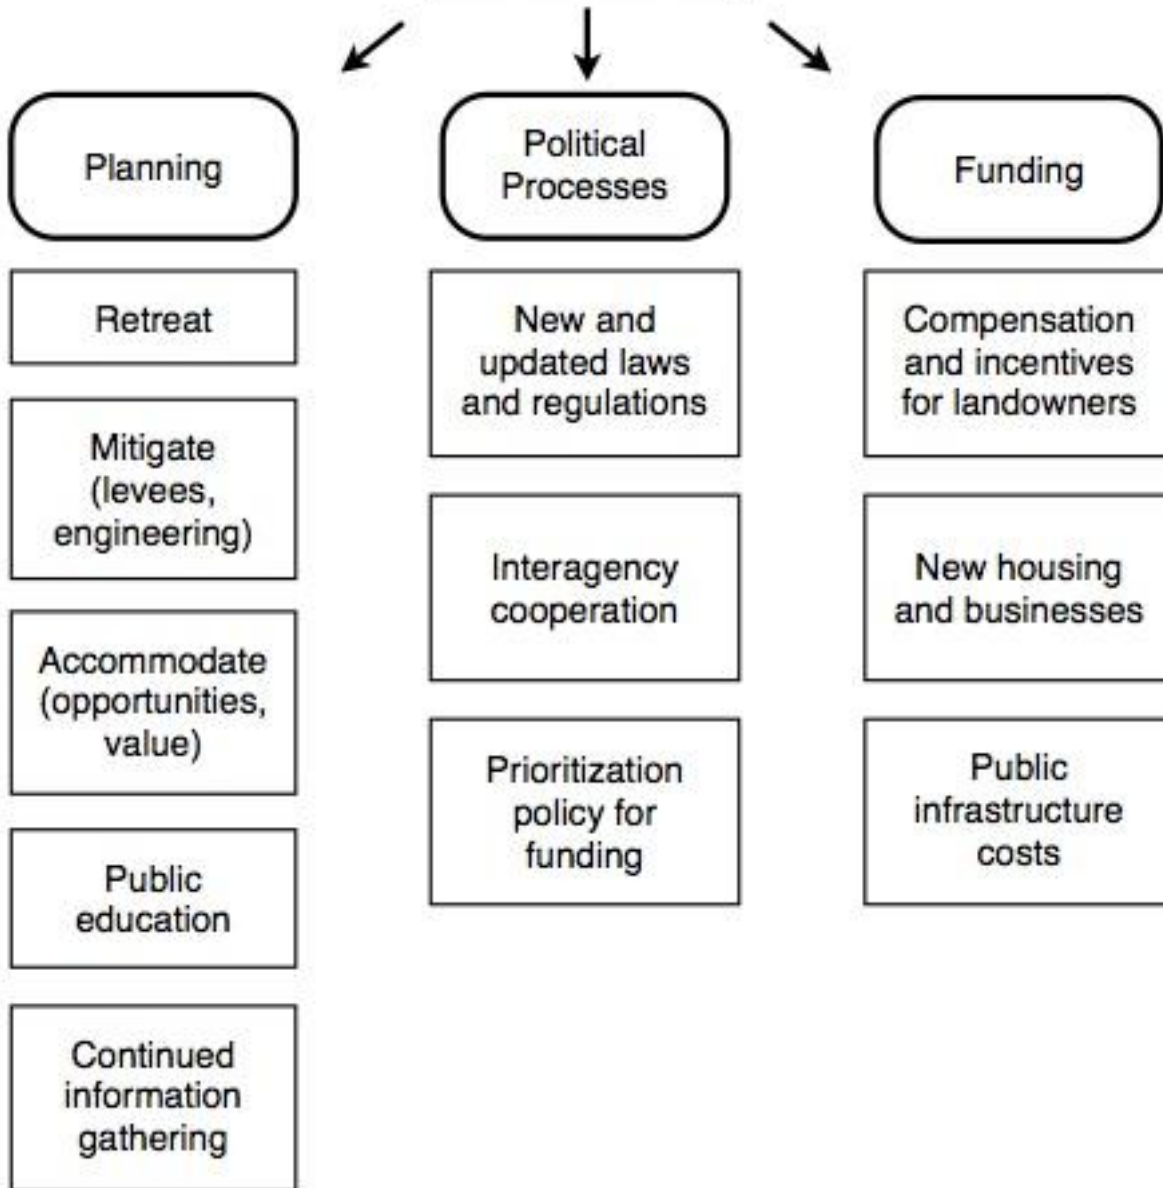 Planning
Political
Processes
Funding
Retreat
Mitigate
(levees,
engineering)
Accommodate
(opportunities,
value)
Public
education
Continued
information
gathering
New and
updated laws
and regulations
Interagency
cooperation
Prioritization
policy for
funding
Compensation
and incentives
for landowners
New housing
and businesses
Public
infrastructure
costs